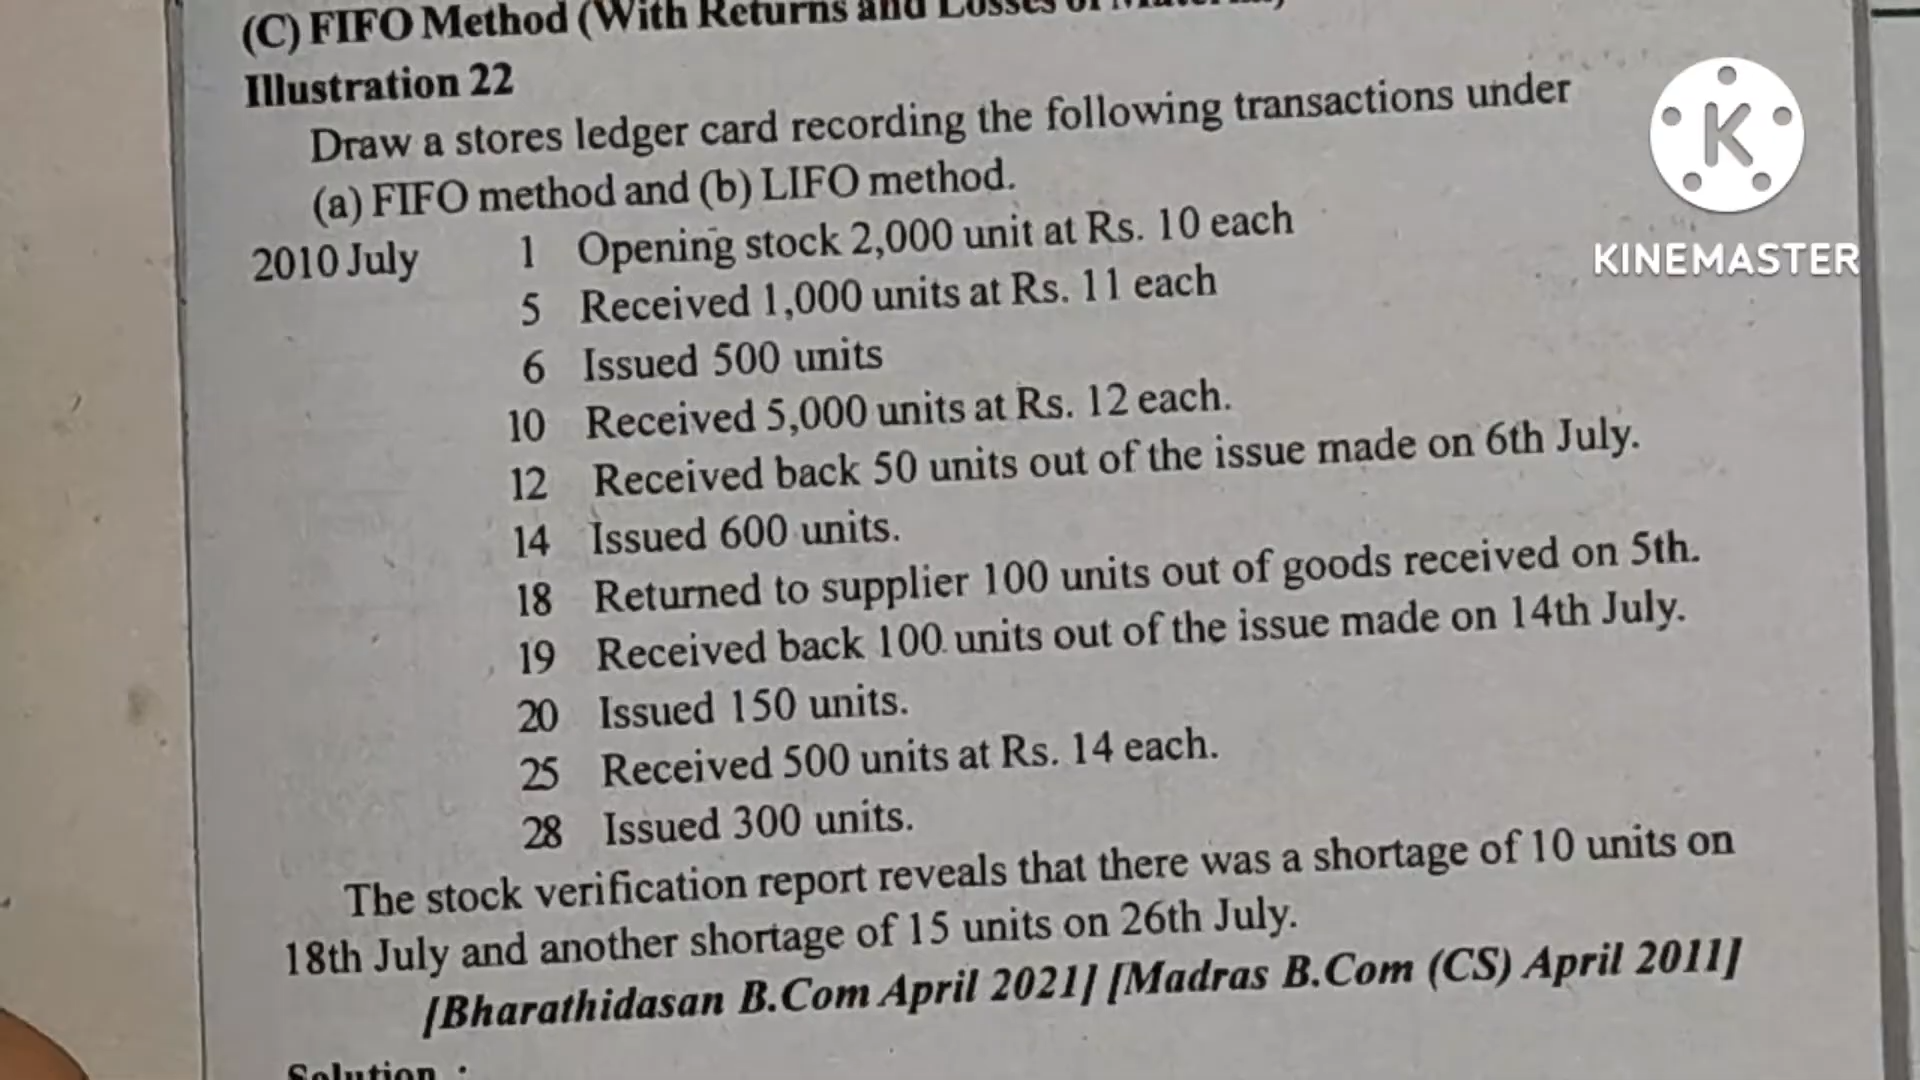 (C) FIFO Method (With Returns and Losses of
Illustration 22
Draw a stores ledger card recording the following transactions under
(a) FIFO method and (b) LIFO method.
2010 July 1 Opening stock 2,000 unit at Rs. 10 each
5 Received 1,000 units at Rs. 11 each
6 Issued 500 units
10 Received 5,000 units at Rs. 12 each.
12 Received back 50 units out of the issue made on 6th July.
14 Issued 600 units.
18 Returned to supplier 100 units out of goods received on 5th.
19 Received back 100 units out of the issue made on 14th July.
20 Issued 150 units.
25 Received 500 units at Rs. 14 each.
28 Issued 300 units.
The stock verification report reveals that there was a shortage of 10 units on
18th July and another shortage of 15 units on 26th July.
[Bharathidasan B.Com April 2021] [Madras B.Com (CS) April 2011]
Solution :
K
KINEMASTER